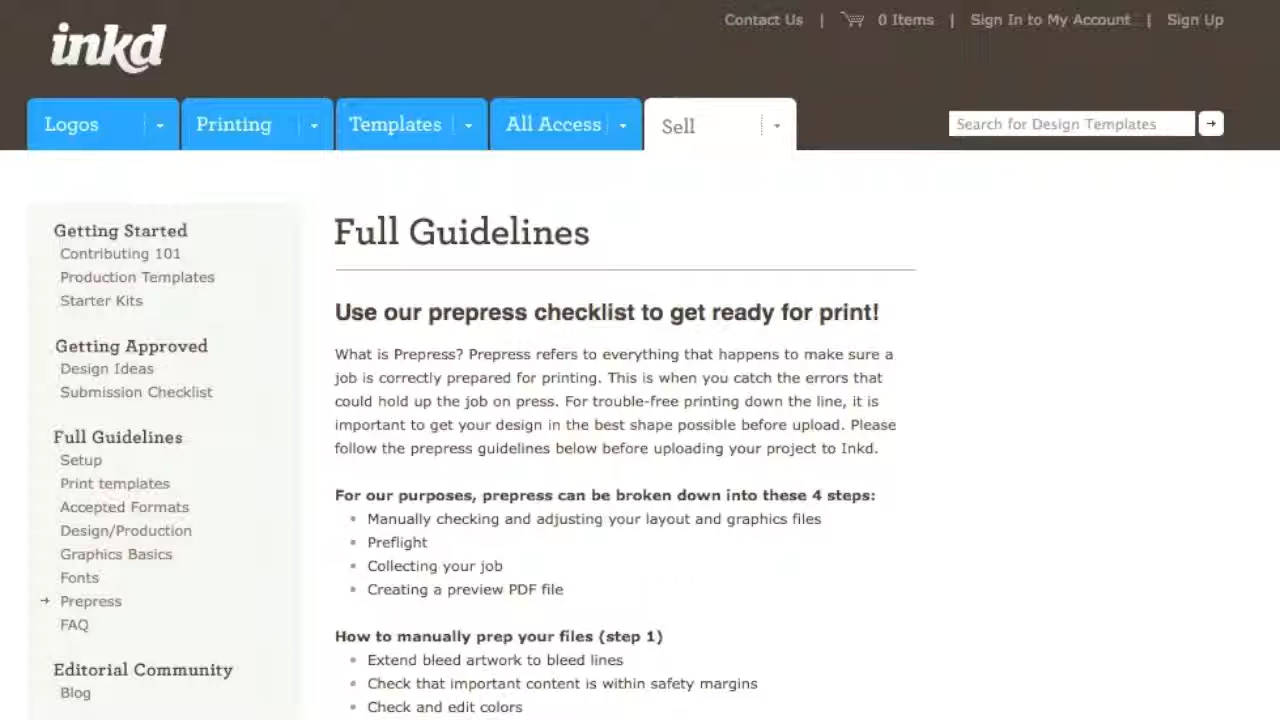 Contact Us | 0 Items | Sign In to My Account | Sign Up
inkd
Logos Printing Templates All Access Sell Search for Design Templates
Getting Started
Contributing 101
Production Templates
Starter Kits
Getting Approved
Design Ideas
Submission Checklist
Full Guidelines
Setup
Print templates
Accepted Formats
Design/Production
Graphics Basics
Fonts
Prepress
FAQ
Editorial Community
Blog
Full Guidelines
Use our prepress checklist to get ready for print!
What is Prepress? Prepress refers to everything that happens to make sure a
job is correctly prepared for printing. This is when you catch the errors that
could hold up the job on press. For trouble-free printing down the line, it is
important to get your design in the best shape possible before upload. Please
follow the prepress guidelines below before uploading your project to Inkd.
For our purposes, prepress can be broken down into these 4 steps:
Manually checking and adjusting your layout and graphics files
Preflight
Collecting your job
Creating a preview PDF file
How to manually prep your files (step 1)
Extend bleed artwork to bleed lines
Check that important content is within safety margins
Check and edit colors